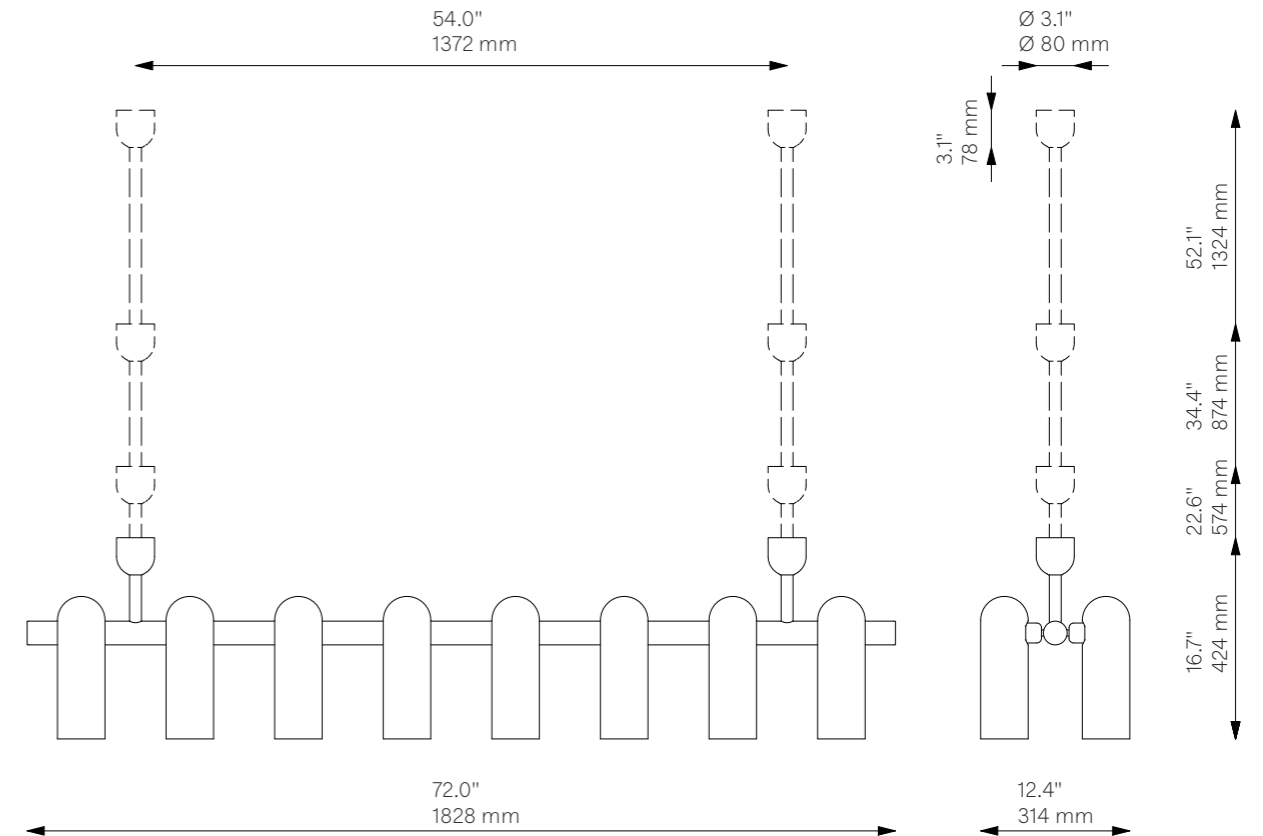 54.0"
1372 mm
Ø 3.1"
Ø 80 mm
3.1"
78 mm
52.1"
1324 mm
34.4"
874 mm
22.6"
574 mm
16.7"
424 mm
72.0"
1828 mm
12.4"
314 mm